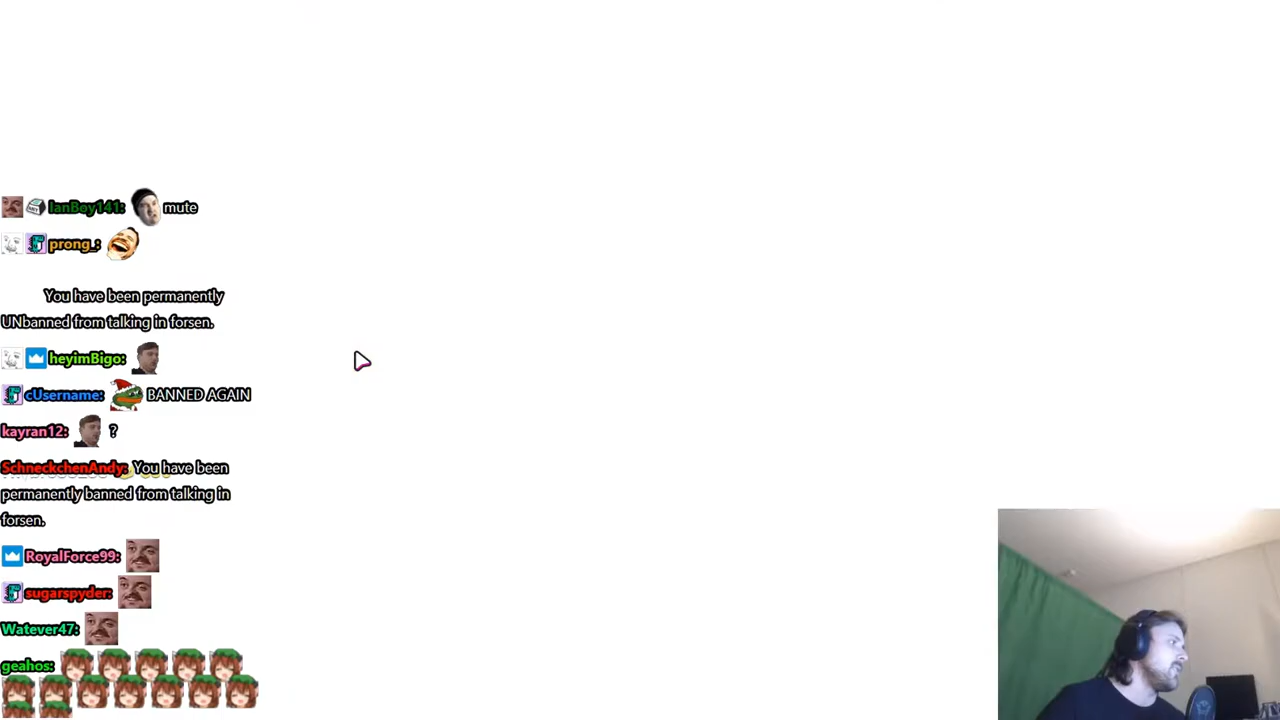 IanBoy141: mute
prong_:
You have been permanently
UNbanned from talking in forsen.
heyimBigo:
cUsername: BANNED AGAIN
kayran12: ?
SchneckchenAndy: You have been
permanently banned from talking in
forsen.
RoyalForce99:
sugarspyder:
Watever47:
geahos: